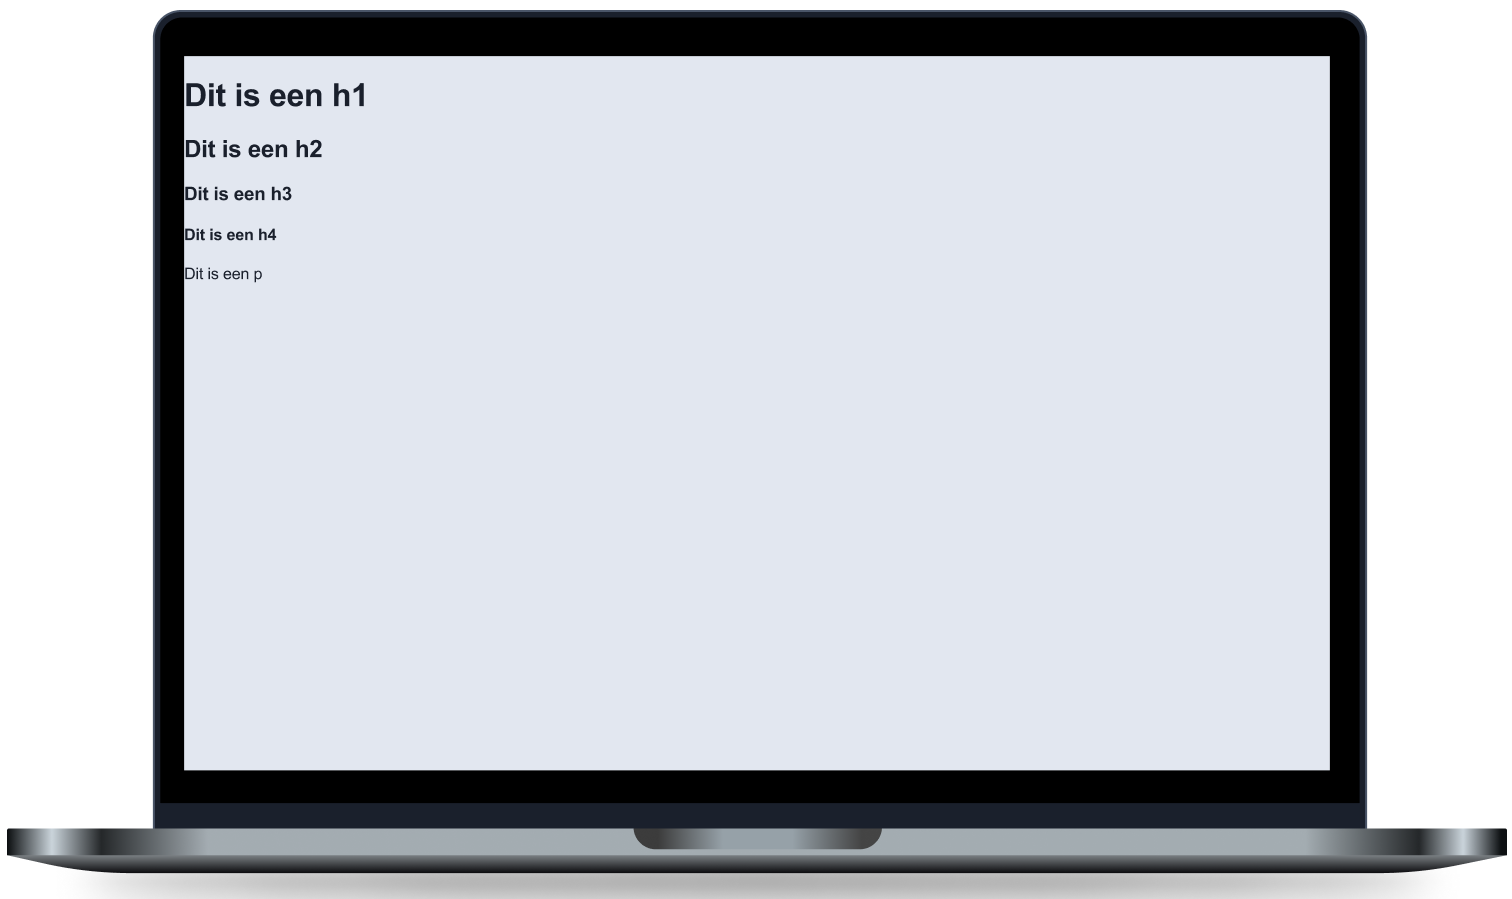 Dit is een h1
Dit is een h2
Dit is een h3
Dit is een h4
Dit is een p